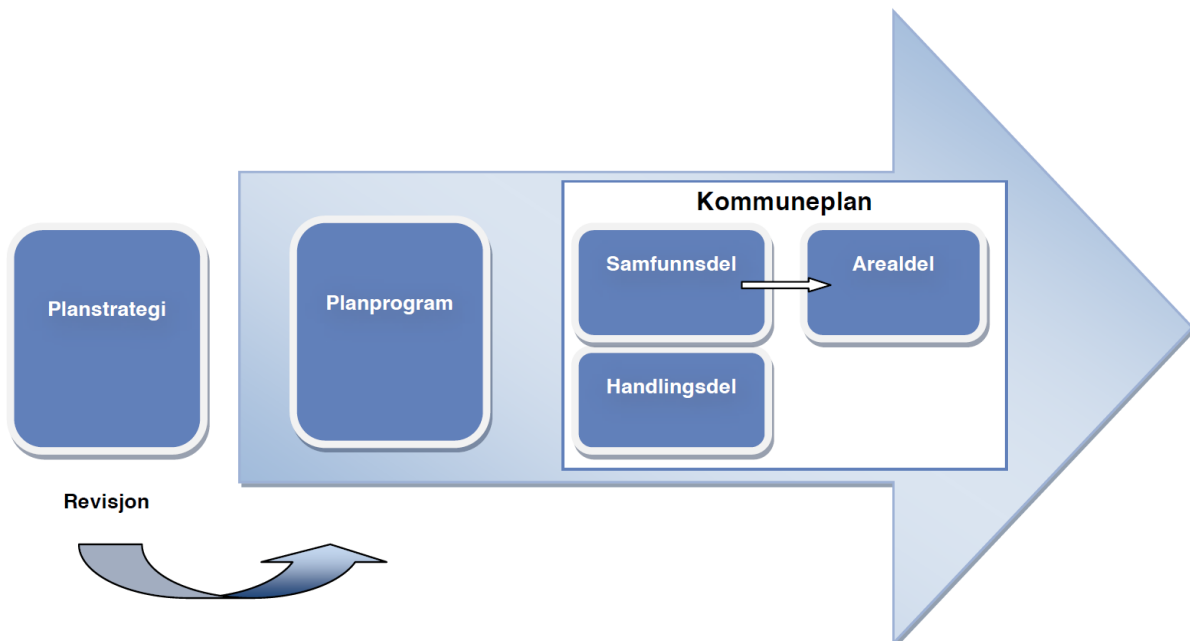 Planstrategi
Planprogram
Kommuneplan
Samfunnsdel
Arealdel
Handlingsdel
Revisjon